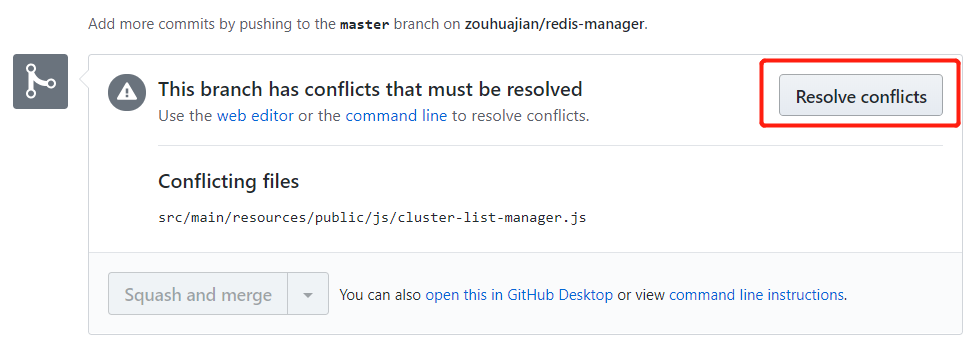 Add more commits by pushing to the master branch on zouhuajian/redis-manager.
This branch has conflicts that must be resolved
Use the web editor or the command line to resolve conflicts.
Resolve conflicts
Conflicting files
src/main/resources/public/js/cluster-list-manager.js
Squash and merge
You can also open this in GitHub Desktop or view command line instructions.